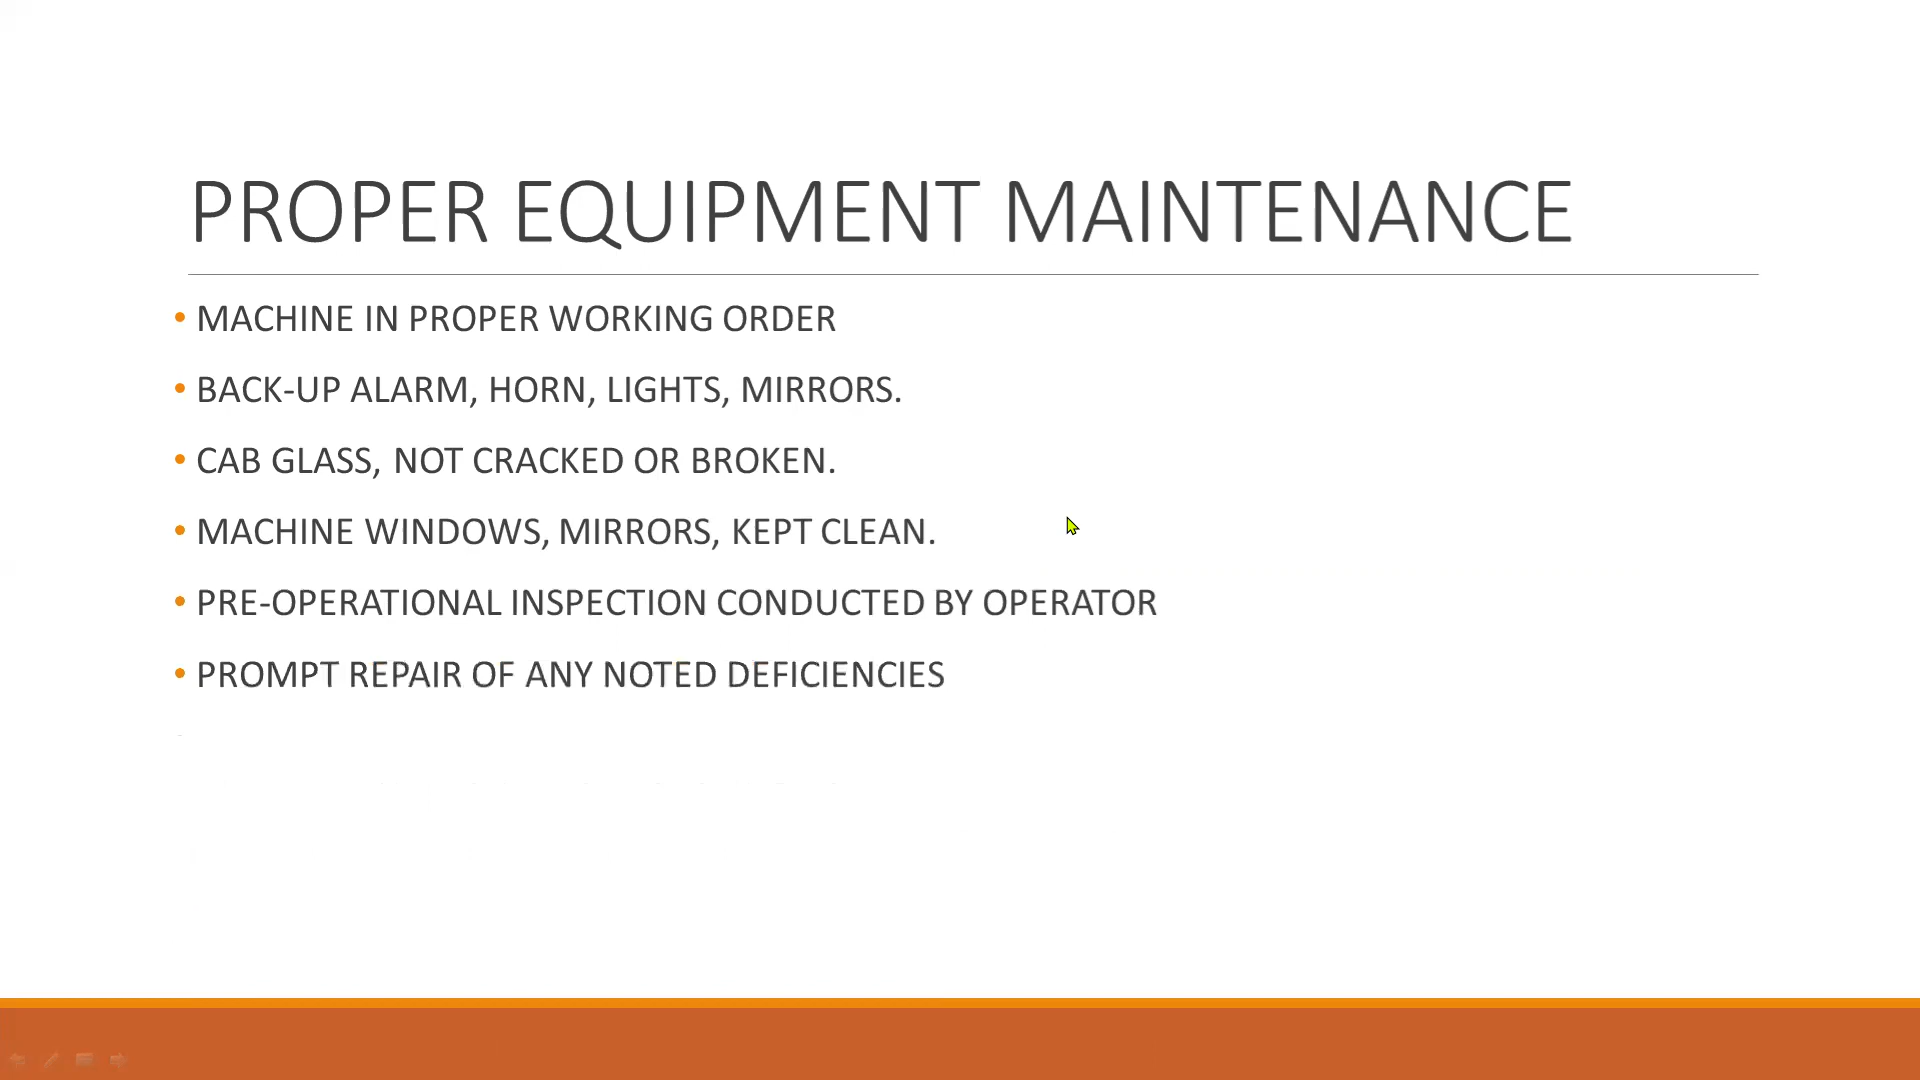 PROPER EQUIPMENT MAINTENANCE
• MACHINE IN PROPER WORKING ORDER
• BACK-UP ALARM, HORN, LIGHTS, MIRRORS.
• CAB GLASS, NOT CRACKED OR BROKEN.
• MACHINE WINDOWS, MIRRORS, KEPT CLEAN.
• PRE-OPERATIONAL INSPECTION CONDUCTED BY OPERATOR
• PROMPT REPAIR OF ANY NOTED DEFICIENCIES